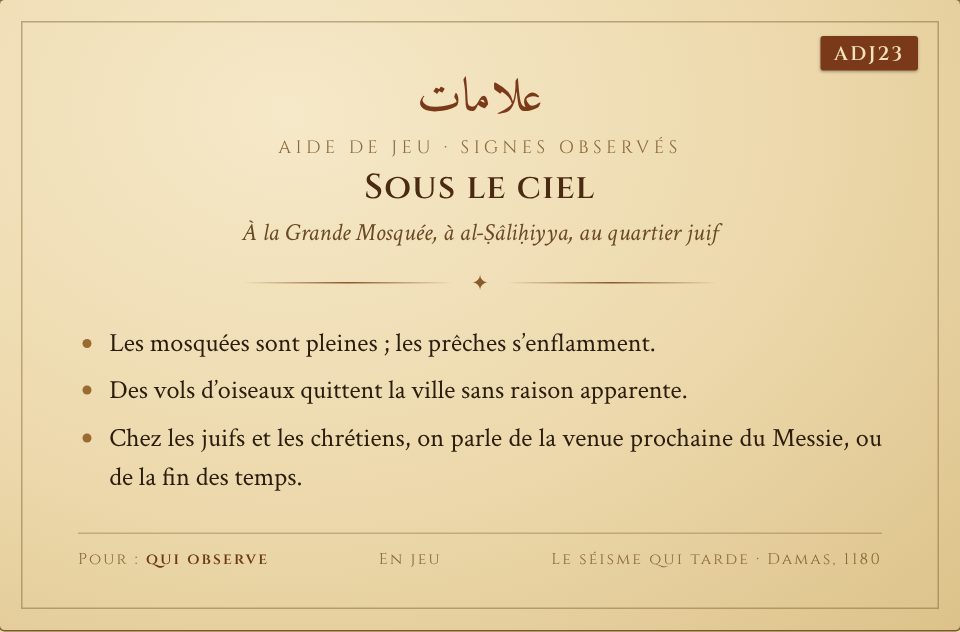 ADJ23
علامات
AIDE DE JEU · SIGNES OBSERVÉS
SOUS LE CIEL
À la Grande Mosquée, à al-Ṣâliḥiyya, au quartier juif
Les mosquées sont pleines ; les prêches s’enflamment.
Des vols d’oiseaux quittent la ville sans raison apparente.
Chez les juifs et les chrétiens, on parle de la venue prochaine du Messie, ou
de la fin des temps.
POUR : QUI OBSERVE
EN JEU
LE SÉISME QUI TARDE · DAMAS, 1180